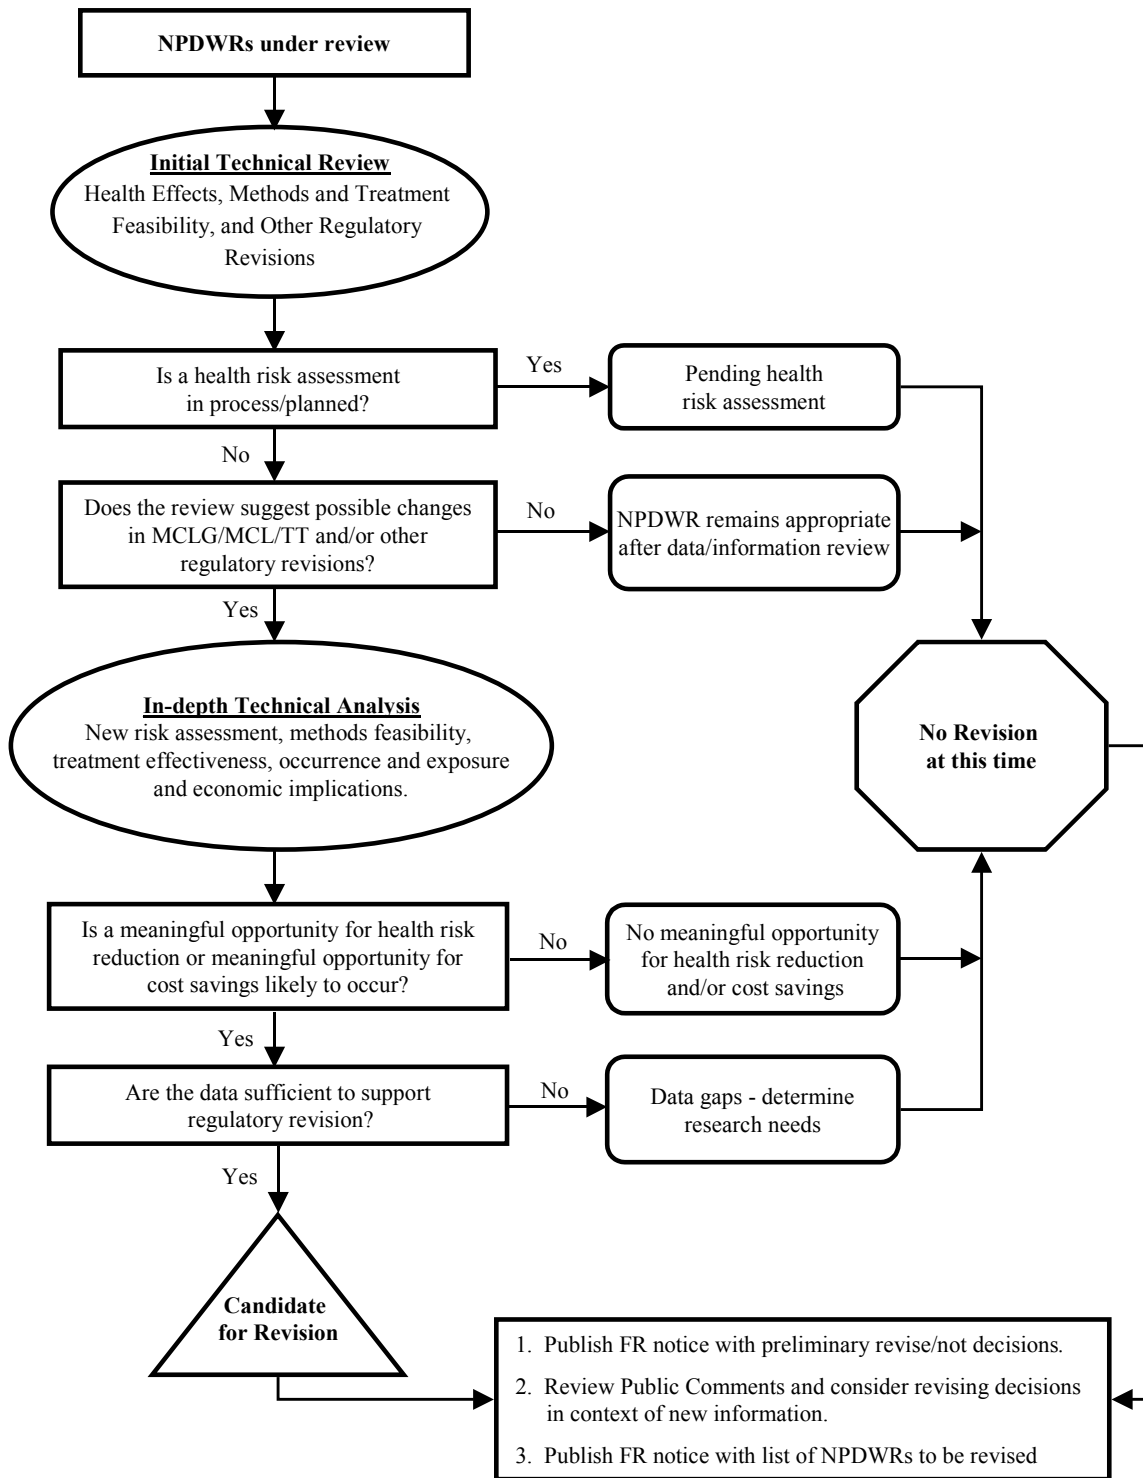 NPDWRs under review
Initial Technical Review
Health Effects, Methods and Treatment
Feasibility, and Other Regulatory
Revisions
Is a health risk assessment
in process/planned?
Yes
Pending health
risk assessment
No
Does the review suggest possible changes
in MCLG/MCL/TT and/or other
regulatory revisions?
No
NPDWR remains appropriate
after data/information review
Yes
In-depth Technical Analysis
New risk assessment, methods feasibility,
treatment effectiveness, occurrence and exposure
and economic implications.
No Revision
at this time
Is a meaningful opportunity for health risk
reduction or meaningful opportunity for
cost savings likely to occur?
No
No meaningful opportunity
for health risk reduction
and/or cost savings
Yes
Are the data sufficient to support
regulatory revision?
No
Data gaps - determine
research needs
Yes
Candidate
for Revision
1. Publish FR notice with preliminary revise/not decisions.
2. Review Public Comments and consider revising decisions
in context of new information.
3. Publish FR notice with list of NPDWRs to be revised